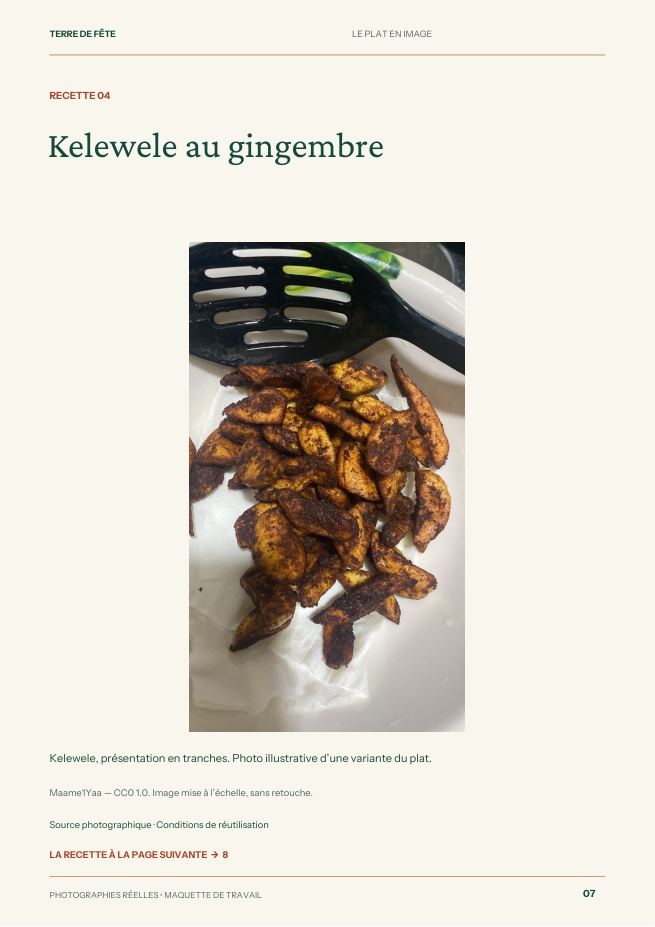 TERRE DE FÊTE
LE PLAT EN IMAGE
RECETTE 04
Kelewele au gingembre
Kelewele, présentation en tranches. Photo illustrative d’une variante du plat.
Maame1Yaa — CC0 1.0. Image mise à l’échelle, sans retouche.
Source photographique · Conditions de réutilisation
LA RECETTE À LA PAGE SUIVANTE → 8
PHOTOGRAPHIES RÉELLES • MAQUETTE DE TRAVAIL
07